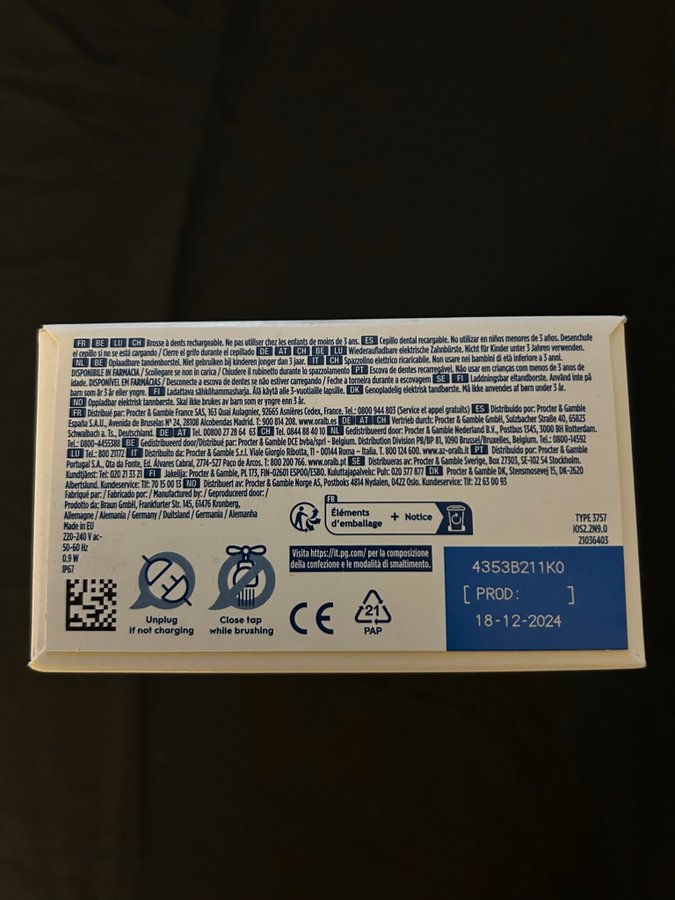 FR BE LU CH Brosse à dents rechargeable. Ne pas utiliser chez les enfants de moins de 3 ans. ES Cepillo dental recargable. No utilizar en niños menores de 3 años. Desenchufe
el cepillo si no se está cargando / Cierre el grifo durante el cepillado DE AT CH BE LU Wiederaufladbare elektrische Zahnbürste. Nicht für Kinder unter 3 Jahren verwenden.
NL BE Oplaadbare tandenborstel. Niet gebruiken bij kinderen jonger dan 3 jaar. IT CH Spazzolino elettrico ricaricabile. Non usare nei bambini di età inferiore a 3 anni.
DISPONIBILE IN FARMACIA / Scollegare se non in carica / Chiudere il rubinetto durante lo spazzolamento PT Escova de dentes recarregável. Não usar em crianças com menos de 3 anos de
idade. DISPONÍVEL EM FARMÁCIAS / Desconecte a escova de dentes se não estiver a carregar / Feche a torneira durante a escovagem SE FI Laddningsbar eltandborste. Använd inte på
barn som är 3 år eller yngre. FI Ladattava sähköhammasharja. Älä käytä alle 3-vuotiaille lapsille. DK Genopladelig elektrisk tandbørste. Må ikke anvendes af børn under 3 år.
NO Oppladbar elektrisk tannbørste. Skal ikke brukes av barn som er yngre enn 3 år.
FR Distribué par: Procter & Gamble France SAS, 163 Quai Aulagnier, 92665 Asnières Cedex, France. Tel.: 0800 944 803 (Service et appel gratuits) ES Distribuido por: Procter & Gamble
España S.A.U., Avenida de Bruselas Nº 24, 28108 Alcobendas Madrid. T: 900 814 208. www.oralb.es DE AT CH Vertrieb durch: Procter & Gamble GmbH, Sulzbacher Straße 40, 65823
Schwalbach a. Ts., Deutschland. DE AT Tel. 00800 27 28 64 63 CH Tel. 0844 88 40 10 NL Gedistribueerd door: Procter & Gamble Nederland B.V., Postbus 1345, 3000 BH Rotterdam.
Tel.: 0800-4455388 BE Gedistribueerd door/Distribué par: Procter & Gamble DCE bvba/sprl - Belgium. Distribution Division PB/BP 81, 1090 Brussel/Bruxelles, Belgium. Tel.: 0800-14592
LU Tel.: 800 21172 IT Distribuito da: Procter & Gamble S.r.l. Viale Giorgio Ribotta, 11 - 00144 Roma – Italia. T. 800 124 600. www.az-oralb.it PT Distribuido por: Procter & Gamble
Portugal S.A., Qta da Fonte, Ed. Álvares Cabral, 2774-527 Paço de Arcos. T: 800 200 766. www.oralb.pt SE Distribueras av: Procter & Gamble Sverige, Box 27303, SE-102 54 Stockholm.
Kundtjänst: Tel: 020 21 33 22 FI Jakelija: Procter & Gamble, PL 173, FIN-02601 ESPOO/ESBO. Kuluttajapalvelu: Puh: 020 377 877 DK Procter & Gamble DK, Stensmosevej 15, DK-2620
Albertslund. Kundeservice: Tlf: 70 15 00 13 NO Distribuert av: Procter & Gamble Norge AS, Postboks 4814 Nydalen, 0422 Oslo. Kundeservice Tlf: 22 63 00 93
Fabriqué par: / Fabricado por: / Manufactured by: / Geproduceerd door:/
Prodotto da: Braun GmbH, Frankfurter Str. 145, 61476 Kronberg,
Allemagne / Alemania / Germany / Duitsland / Germania / Alemanha
Made in EU
220-240 V ac~
50-60 Hz
0.9 W
IP67
FR
Éléments
d'emballage + Notice
TYPE 3757
iOS2.2N9.0
Z1036403
Visita https://it.pg.com/ per la composizione
della confezione e le modalità di smaltimento.
4353B211K0
[ PROD: ]
18-12-2024
Unplug
if not charging
Close tap
while brushing
CE
21
PAP